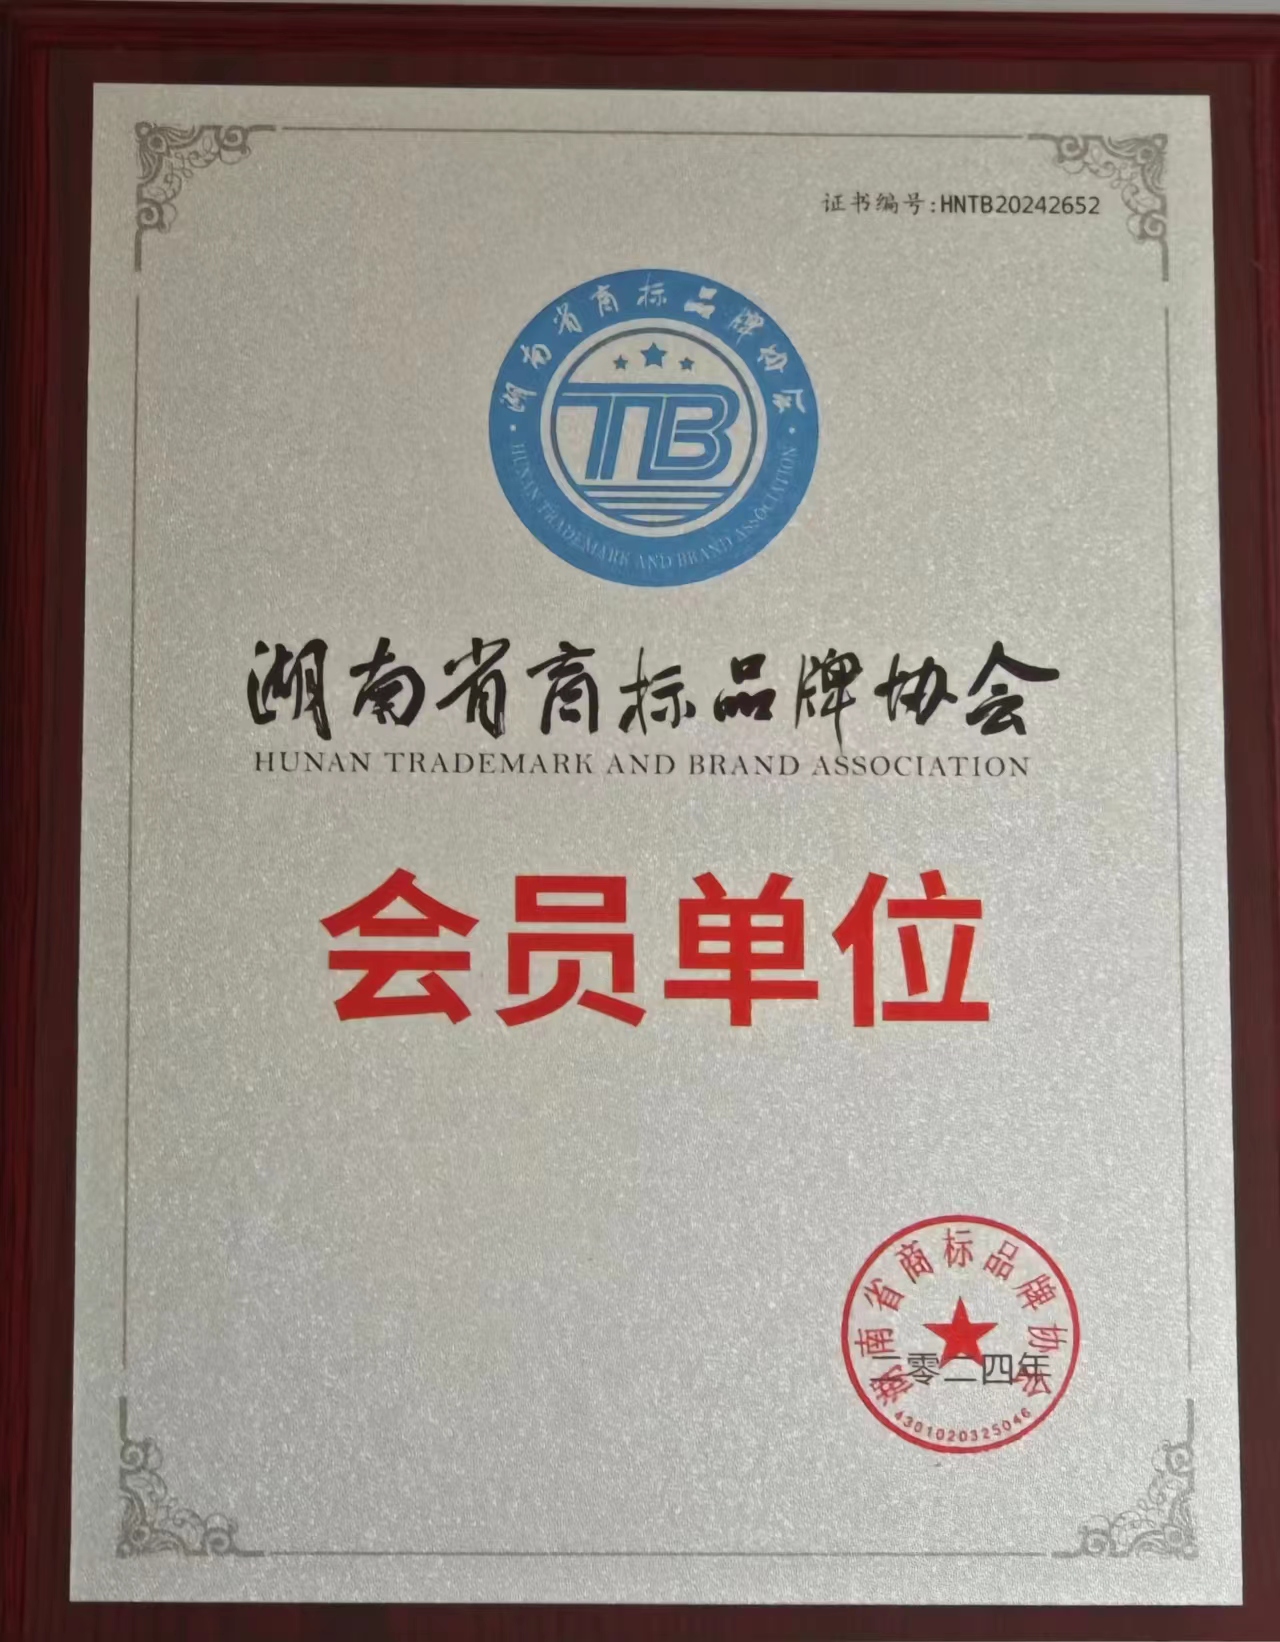 证书编号:HNTB20242652
·湖南省商标品牌协会·
HUNAN TRADEMARK AND BRAND ASSOCIATION
TB
湖南省商标品牌协会
HUNAN TRADEMARK AND BRAND ASSOCIATION
会员单位
湖南省商标品牌协会
二零二四年
4301020325046